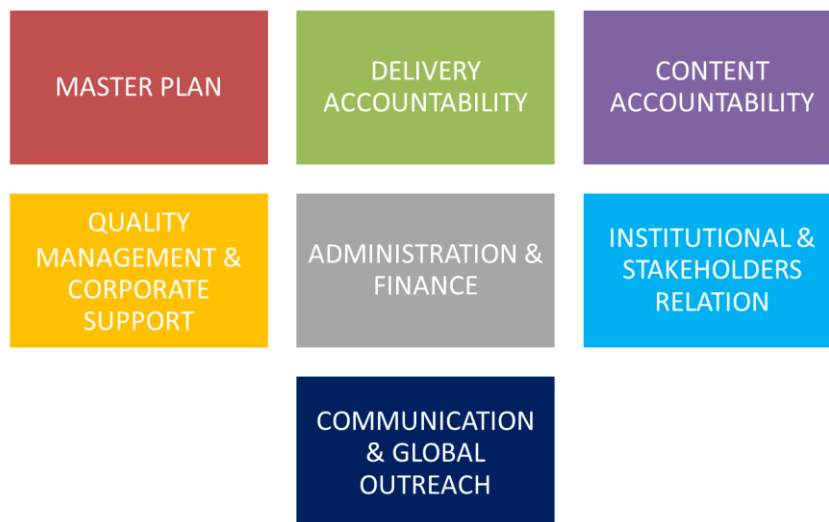 MASTER PLAN
DELIVERY
ACCOUNTABILITY
CONTENT
ACCOUNTABILITY
QUALITY
MANAGEMENT &
CORPORATE
SUPPORT
ADMINISTRATION &
FINANCE
INSTITUTIONAL &
STAKEHOLDERS
RELATION
COMMUNICATION
& GLOBAL
OUTREACH